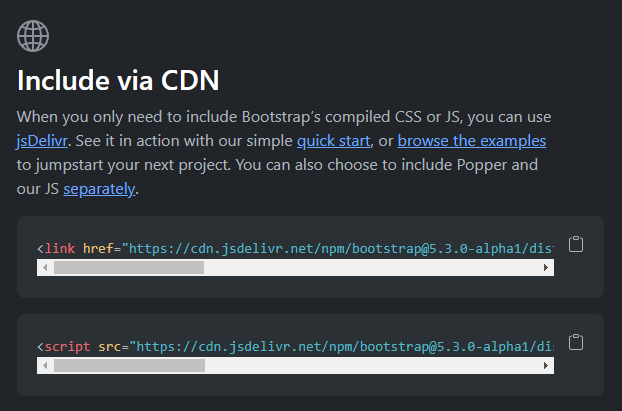 Include via CDN
When you only need to include Bootstrap’s compiled CSS or JS, you can use
jsDelivr. See it in action with our simple quick start, or browse the examples
to jumpstart your next project. You can also choose to include Popper and
our JS separately.
<link href="https://cdn.jsdelivr.net/npm/bootstrap@5.3.0-alpha1/dist
<script src="https://cdn.jsdelivr.net/npm/bootstrap@5.3.0-alpha1/dis